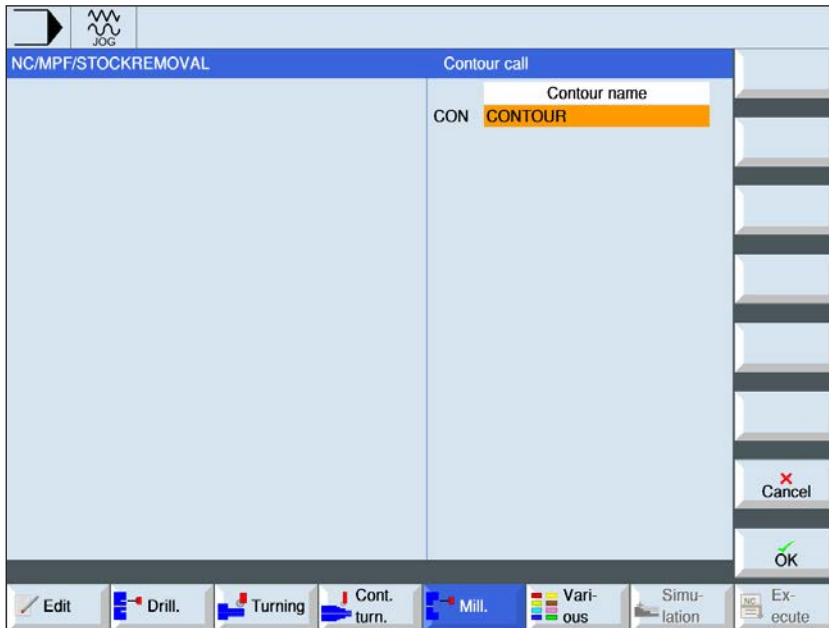 JOG
NC/MPF/STOCKREMOVAL
Contour call
Contour name
CON CONTOUR
Cancel
OK
Edit
Drill.
Turning
Cont.
turn.
Mill.
Vari-
ous
Simu-
lation
NC
Ex-
ecute